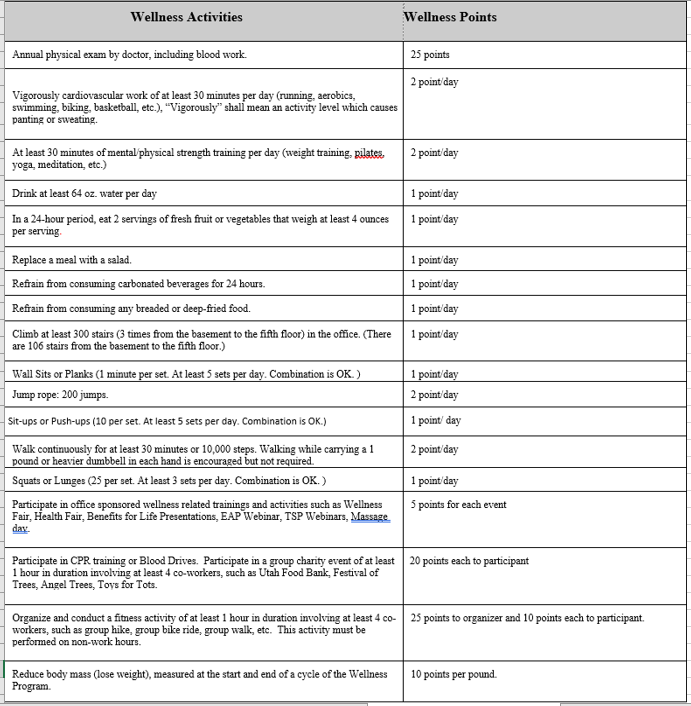 Wellness Activities Wellness Points
Annual physical exam by doctor, including blood work. 25 points
2 point/day
Vigorously cardiovascular work of at least 30 minutes per day (running, aerobics,
swimming, biking, basketball, etc.), “Vigorously” shall mean an activity level which causes
panting or sweating.
At least 30 minutes of mental/physical strength training per day (weight training, pilates, 2 point/day
yoga, meditation, etc.)
Drink at least 64 oz. water per day 1 point/day
In a 24-hour period, eat 2 servings of fresh fruit or vegetables that weigh at least 4 ounces 1 point/day
per serving.
Replace a meal with a salad. 1 point/day
Refrain from consuming carbonated beverages for 24 hours. 1 point/day
Refrain from consuming any breaded or deep-fried food. 1 point/day
Climb at least 300 stairs (3 times from the basement to the fifth floor) in the office. (There 1 point/day
are 106 stairs from the basement to the fifth floor.)
Wall Sits or Planks (1 minute per set. At least 5 sets per day. Combination is OK. ) 1 point/day
Jump rope: 200 jumps. 2 point/day
Sit-ups or Push-ups (10 per set. At least 5 sets per day. Combination is OK.) 1 point/ day
Walk continuously for at least 30 minutes or 10,000 steps. Walking while carrying a 1 2 point/day
pound or heavier dumbbell in each hand is encouraged but not required.
Squats or Lunges (25 per set. At least 3 sets per day. Combination is OK. ) 1 point/day
Participate in office sponsored wellness related trainings and activities such as Wellness 5 points for each event
Fair, Health Fair, Benefits for Life Presentations, EAP Webinar, TSP Webinars, Massage
day.
Participate in CPR training or Blood Drives. Participate in a group charity event of at least 20 points each to participant
1 hour in duration involving at least 4 co-workers, such as Utah Food Bank, Festival of
Trees, Angel Trees, Toys for Tots.
Organize and conduct a fitness activity of at least 1 hour in duration involving at least 4 co- 25 points to organizer and 10 points each to participant.
workers, such as group hike, group bike ride, group walk, etc. This activity must be
performed on non-work hours.
Reduce body mass (lose weight), measured at the start and end of a cycle of the Wellness 10 points per pound.
Program.